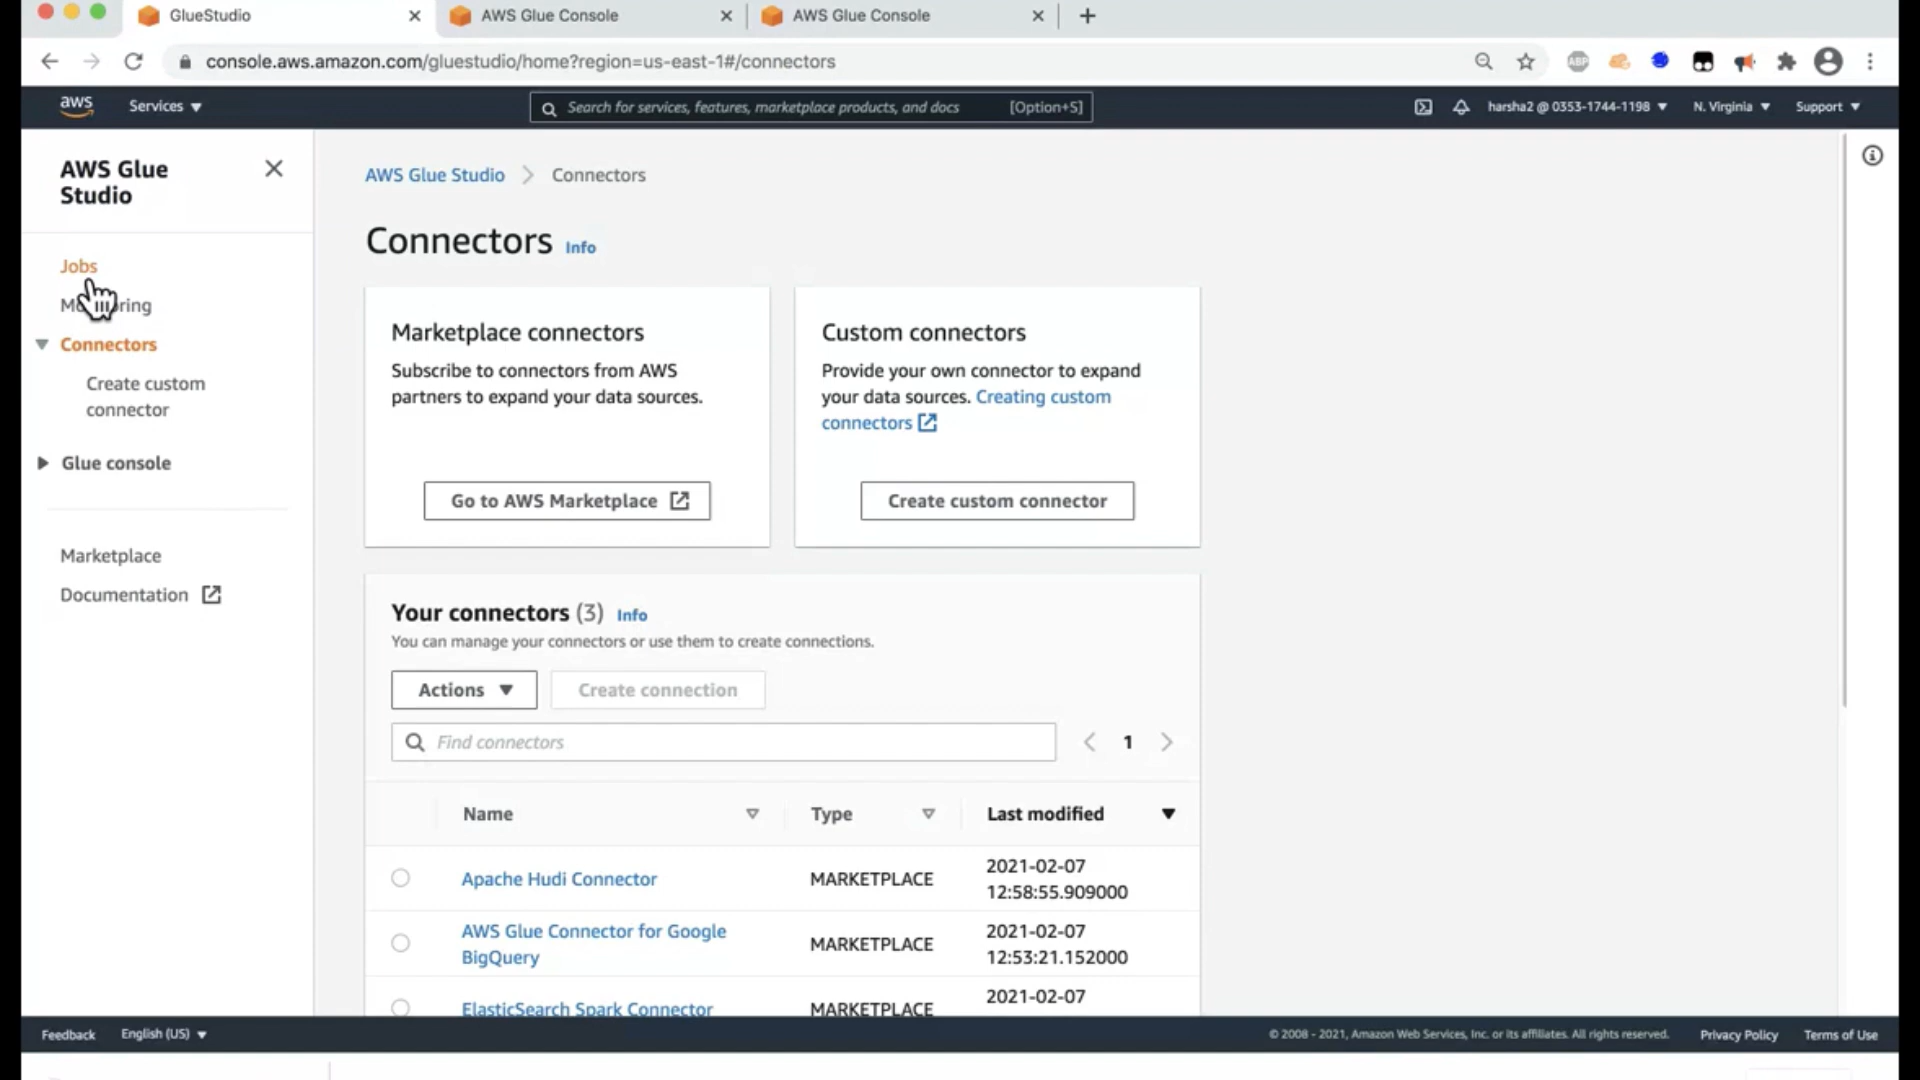 GlueStudio
AWS Glue Console
AWS Glue Console
console.aws.amazon.com/gluestudio/home?region=us-east-1#/connectors
ABP
aws
Services
Search for services, features, marketplace products, and docs
[Option+S]
harsha2 @ 0353-1744-1198
N. Virginia
Support
AWS Glue
Studio
Jobs
ring
Connectors
Create custom
connector
Glue console
Marketplace
Documentation
AWS Glue Studio
Connectors
Connectors
Info
Marketplace connectors
Subscribe to connectors from AWS
partners to expand your data sources.
Go to AWS Marketplace
Custom connectors
Provide your own connector to expand
your data sources. Creating custom
connectors
Create custom connector
Your connectors (3)
Info
You can manage your connectors or use them to create connections.
Actions
Create connection
Find connectors
1
Name
Type
Last modified
Apache Hudi Connector
MARKETPLACE
2021-02-07
12:58:55.909000
AWS Glue Connector for Google
BigQuery
MARKETPLACE
2021-02-07
12:53:21.152000
ElasticSearch Spark Connector
MARKETPLACE
2021-02-07
Feedback
English (US)
© 2008 - 2021, Amazon Web Services, Inc. or its affiliates. All rights reserved.
Privacy Policy
Terms of Use